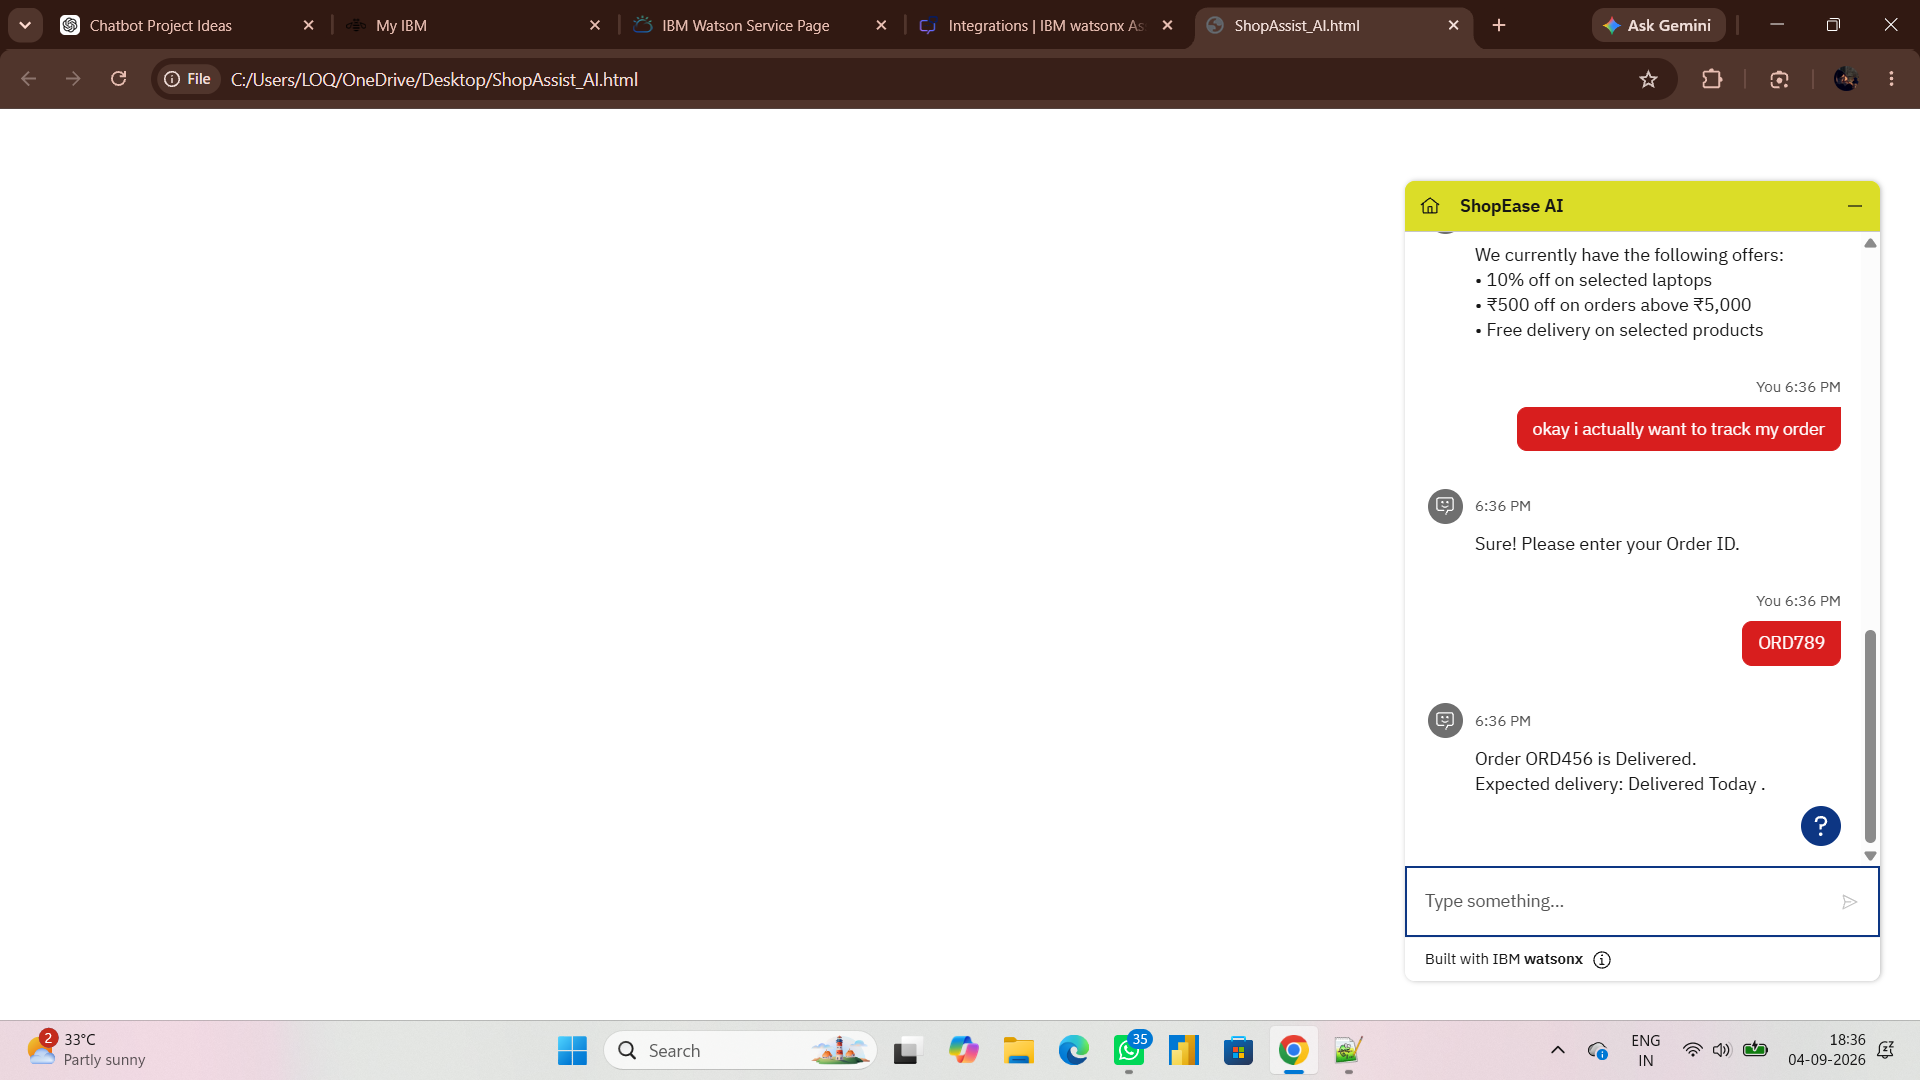 Chatbot Project Ideas
My IBM
IBM Watson Service Page
Integrations | IBM watsonx As
ShopAssist_AI.html
Ask Gemini
File
C:/Users/LOQ/OneDrive/Desktop/ShopAssist_AI.html
ShopEase AI
We currently have the following offers:
• 10% off on selected laptops
• ₹500 off on orders above ₹5,000
• Free delivery on selected products
You 6:36 PM
okay i actually want to track my order
6:36 PM
Sure! Please enter your Order ID.
You 6:36 PM
ORD789
6:36 PM
Order ORD456 is Delivered.
Expected delivery: Delivered Today .
?
Type something...
Built with IBM watsonx
2
33°C
Partly sunny
Search
35
ENG
IN
18:36
04-09-2026